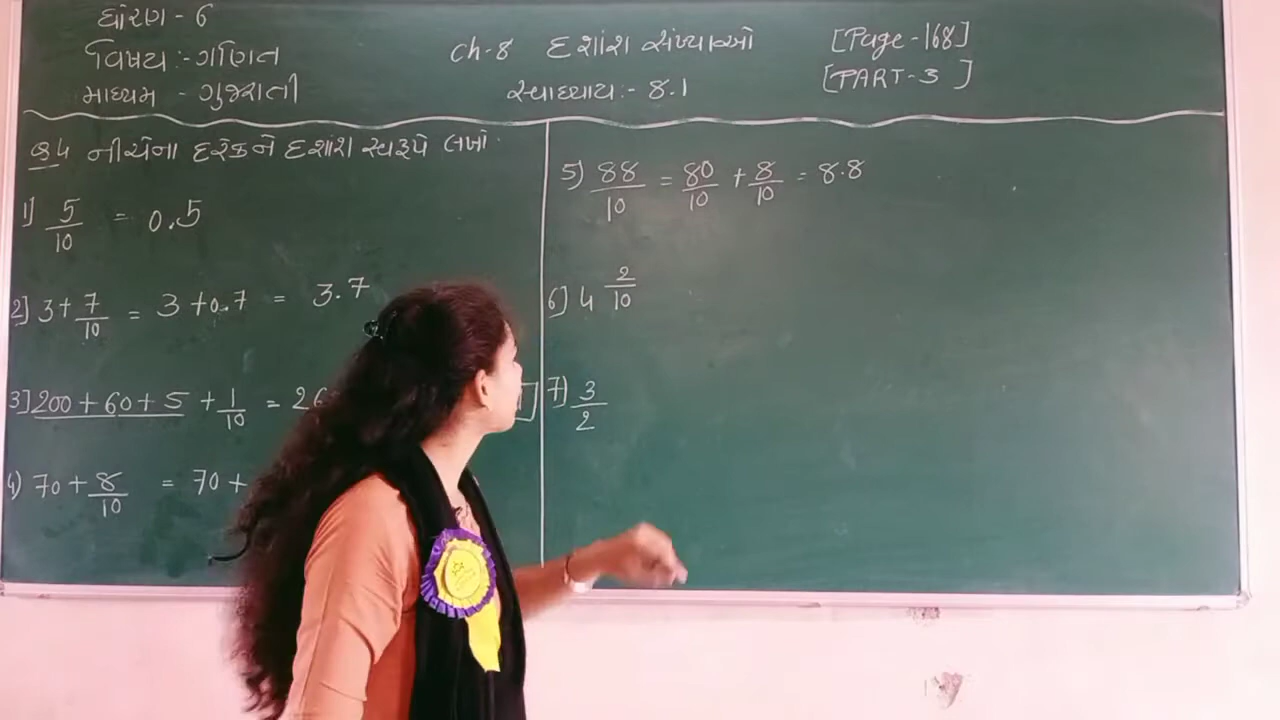 ધોરણ - 6
વિષય :- ગણિત
માધ્યમ - ગુજરાતી
ch-8 દશાંશ સંખ્યાઓ
સ્વાધ્યાય :- 8.1
[Page-168]
[PART-3]
પ્ર.4 નીચેના દરેકને દશાંશ સ્વરૂપે લખો.
1] 5/10 = 0.5
2] 3 + 7/10 = 3 + 0.7 = 3.7
3] 200 + 60 + 5 + 1/10 = 26
4) 70 + 8/10 = 70 +
5) 88/10 = 80/10 + 8/10 = 8.8
6) 4 2/10
7) 3/2